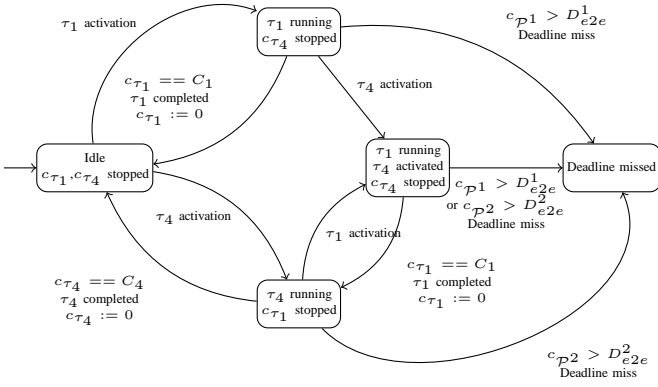 τ1 activation
τ1 running
cτ4 stopped
c𝒫1 > D1e2e
Deadline miss
cτ1 == C1
τ1 completed
cτ1 := 0
τ4 activation
Idle
cτ1,cτ4 stopped
τ1 running
τ4 activated
cτ4 stopped
Deadline missed
c𝒫1 > D1e2e
or c𝒫2 > D2e2e
Deadline miss
τ4 activation
τ1 activation
cτ4 == C4
τ4 completed
cτ4 := 0
τ4 running
cτ1 stopped
cτ1 == C1
τ1 completed
cτ1 := 0
c𝒫2 > D2e2e
Deadline miss